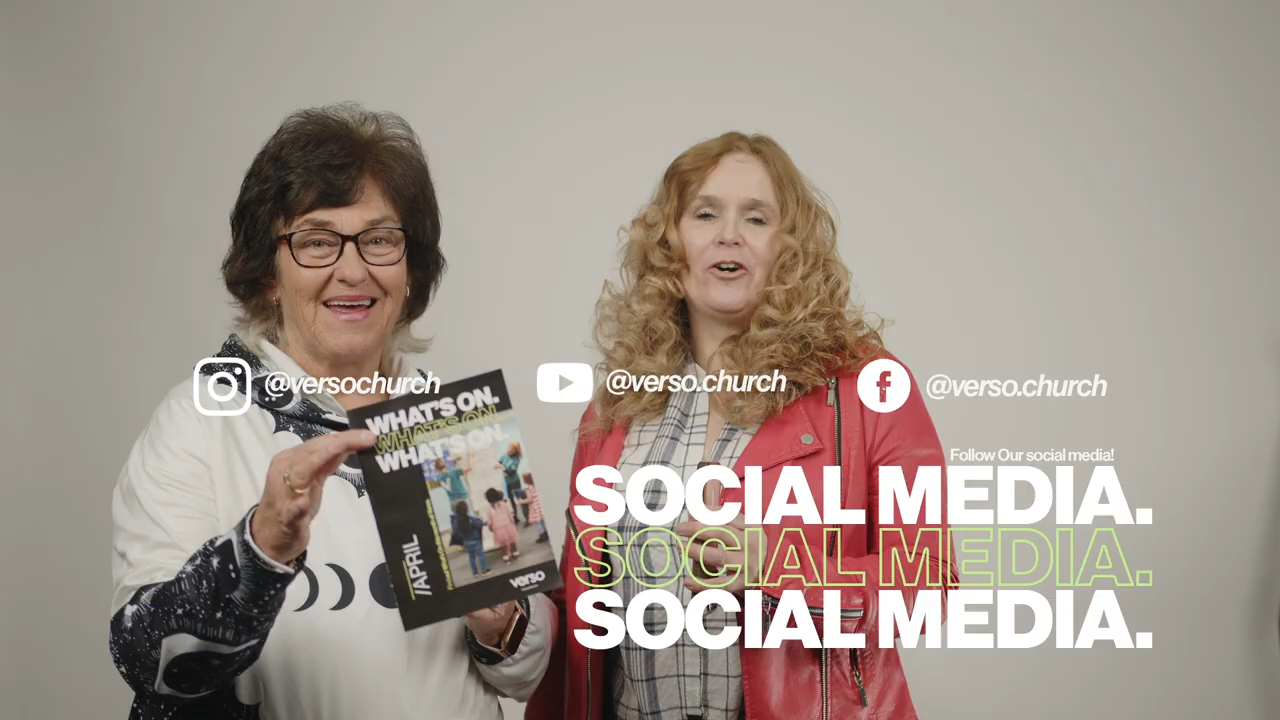 @versochurch
@verso.church
@verso.church
WHAT'S ON.
WHAT'S ON.
WHAT'S ON.
//APRIL
verso
Follow Our social media!
SOCIAL MEDIA.
SOCIAL MEDIA.
SOCIAL MEDIA.